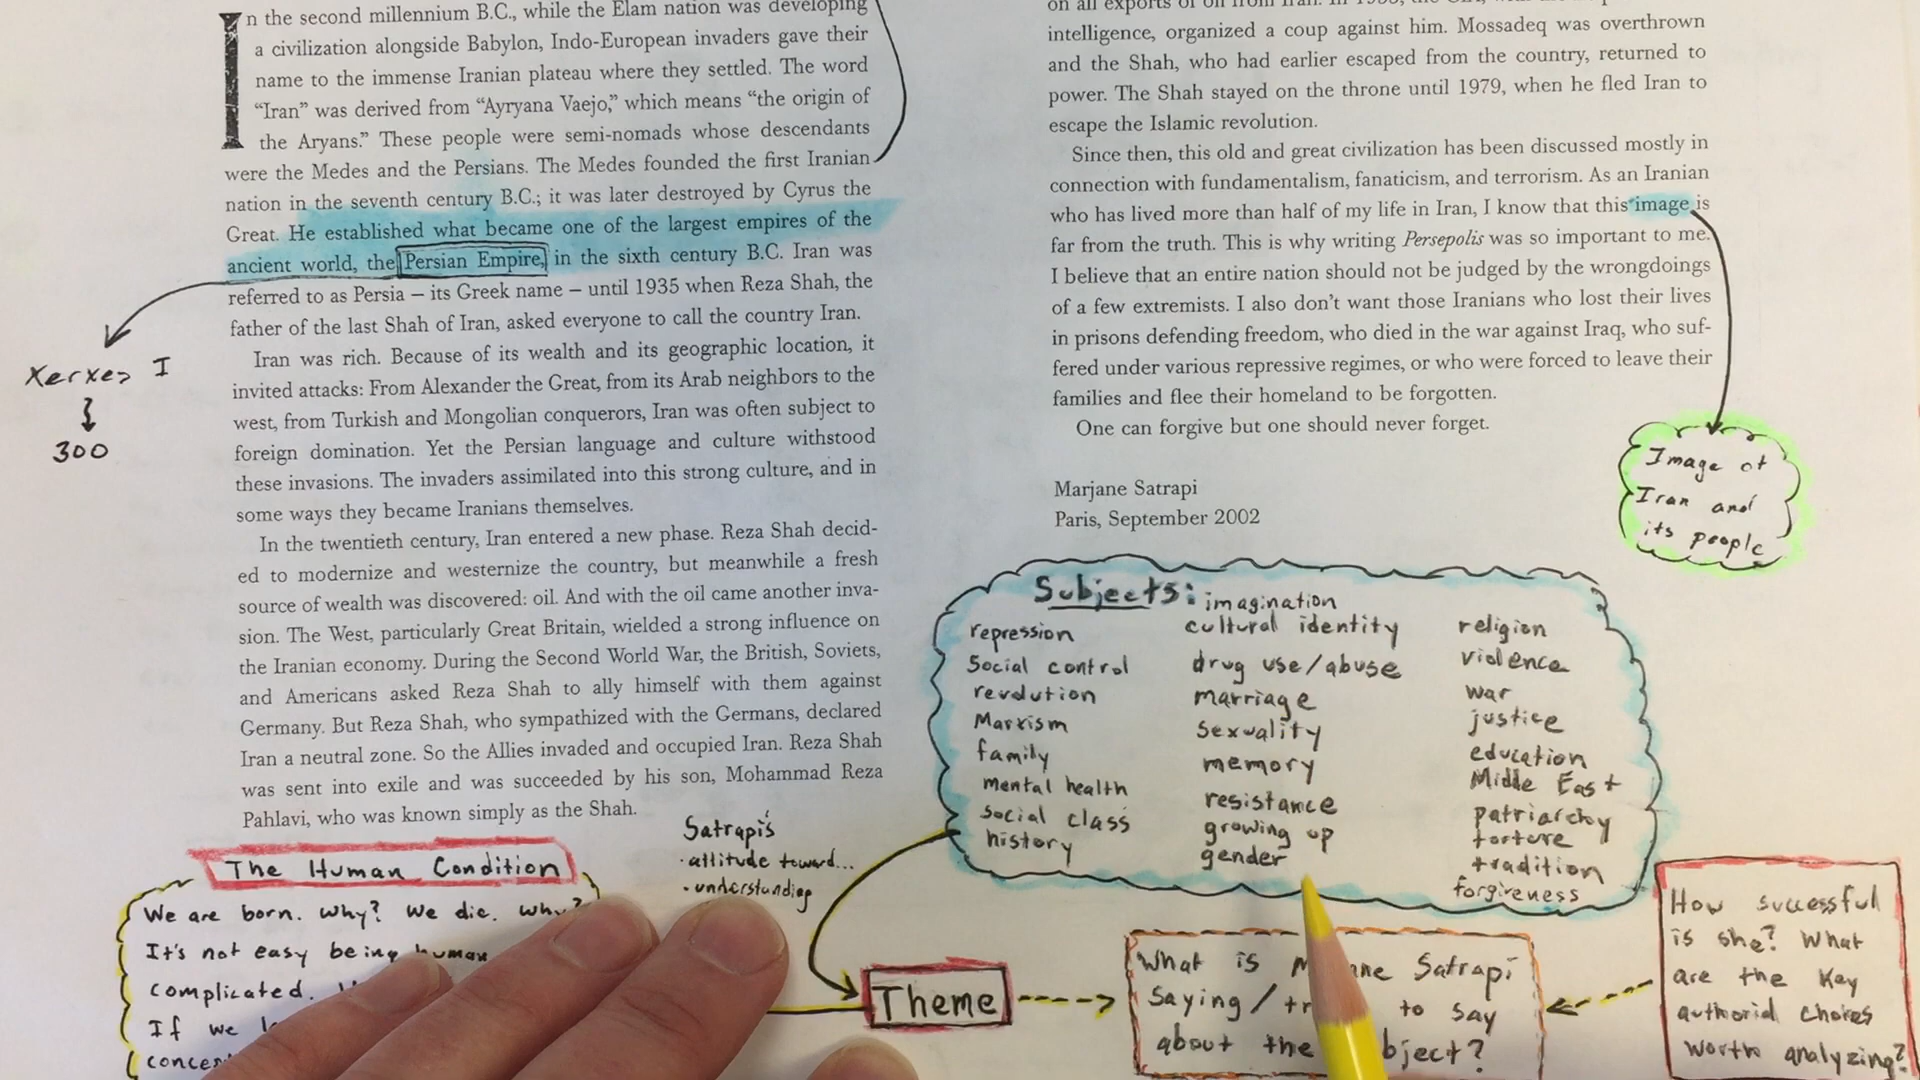 In the second millennium B.C., while the Elam nation was developing
a civilization alongside Babylon, Indo-European invaders gave their
name to the immense Iranian plateau where they settled. The word
“Iran” was derived from “Ayryana Vaejo,” which means “the origin of
the Aryans.” These people were semi-nomads whose descendants
were the Medes and the Persians. The Medes founded the first Iranian
nation in the seventh century B.C.; it was later destroyed by Cyrus the
Great. He established what became one of the largest empires of the
ancient world, the Persian Empire, in the sixth century B.C. Iran was
referred to as Persia – its Greek name – until 1935 when Reza Shah, the
father of the last Shah of Iran, asked everyone to call the country Iran.
Iran was rich. Because of its wealth and its geographic location, it
invited attacks: From Alexander the Great, from its Arab neighbors to the
west, from Turkish and Mongolian conquerors, Iran was often subject to
foreign domination. Yet the Persian language and culture withstood
these invasions. The invaders assimilated into this strong culture, and in
some ways they became Iranians themselves.
In the twentieth century, Iran entered a new phase. Reza Shah decid-
ed to modernize and westernize the country, but meanwhile a fresh
source of wealth was discovered: oil. And with the oil came another inva-
sion. The West, particularly Great Britain, wielded a strong influence on
the Iranian economy. During the Second World War, the British, Soviets,
and Americans asked Reza Shah to ally himself with them against
Germany. But Reza Shah, who sympathized with the Germans, declared
Iran a neutral zone. So the Allies invaded and occupied Iran. Reza Shah
was sent into exile and was succeeded by his son, Mohammad Reza
Pahlavi, who was known simply as the Shah.
Xerxes I
300
on all exports of oil from Iran. In
intelligence, organized a coup against him. Mossadeq was overthrown
and the Shah, who had earlier escaped from the country, returned to
power. The Shah stayed on the throne until 1979, when he fled Iran to
escape the Islamic revolution.
Since then, this old and great civilization has been discussed mostly in
connection with fundamentalism, fanaticism, and terrorism. As an Iranian
who has lived more than half of my life in Iran, I know that this image is
far from the truth. This is why writing Persepolis was so important to me.
I believe that an entire nation should not be judged by the wrongdoings
of a few extremists. I also don’t want those Iranians who lost their lives
in prisons defending freedom, who died in the war against Iraq, who suf-
fered under various repressive regimes, or who were forced to leave their
families and flee their homeland to be forgotten.
One can forgive but one should never forget.
Marjane Satrapi
Paris, September 2002
Image of
Iran and
its people
Subjects:
repression
Social control
revolution
Marxism
family
mental health
social class
history
imagination
cultural identity
drug use/abuse
marriage
sexuality
memory
resistance
growing up
gender
religion
violence
war
justice
education
Middle East
patriarchy
torture
tradition
forgiveness
The Human Condition
We are born. Why? We die. Why?
It's not easy being human
complicated.
If we
Satrapi's
• attitude toward...
• understanding
Theme
What is Satrapi
saying / to say
about the
How successful
is she? What
are the key
authorial choices
worth analyzing?